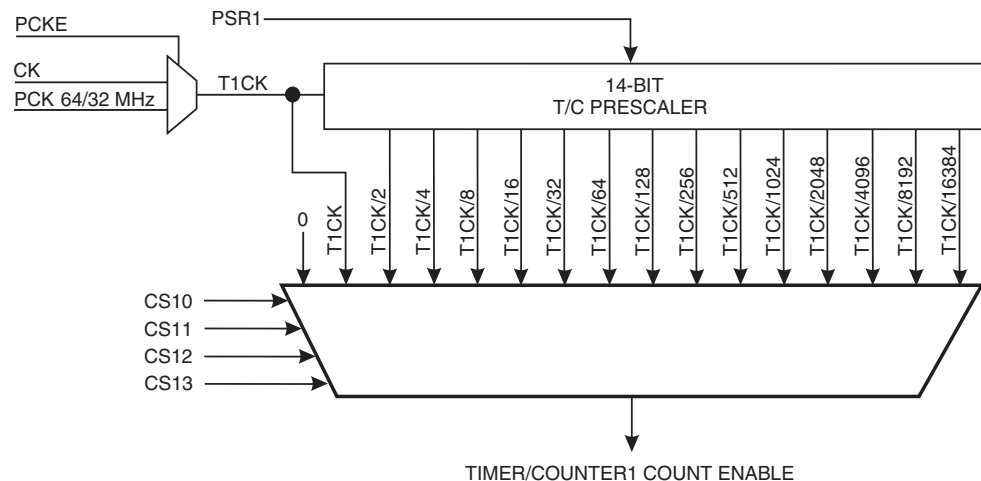 PSR1
PCKE
CK
PCK 64/32 MHz
T1CK
14-BIT
T/C PRESCALER
0
T1CK
T1CK/2
T1CK/4
T1CK/8
T1CK/16
T1CK/32
T1CK/64
T1CK/128
T1CK/256
T1CK/512
T1CK/1024
T1CK/2048
T1CK/4096
T1CK/8192
T1CK/16384
CS10
CS11
CS12
CS13
TIMER/COUNTER1 COUNT ENABLE